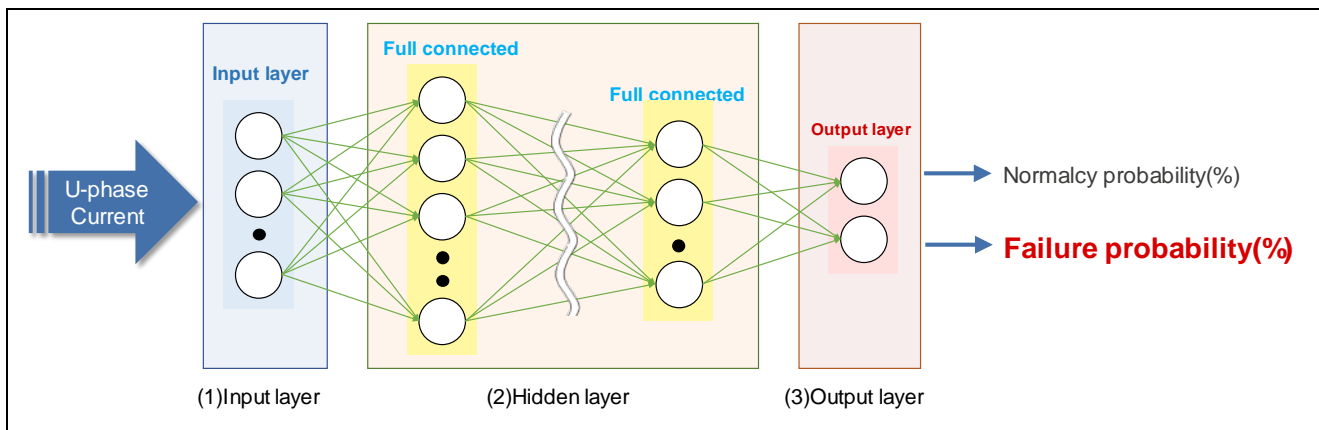 Full connected
Input layer
Full connected
Output layer
U-phase
Current
Normalcy probability(%)
Failure probability(%)
(1)Input layer
(2)Hidden layer
(3)Output layer